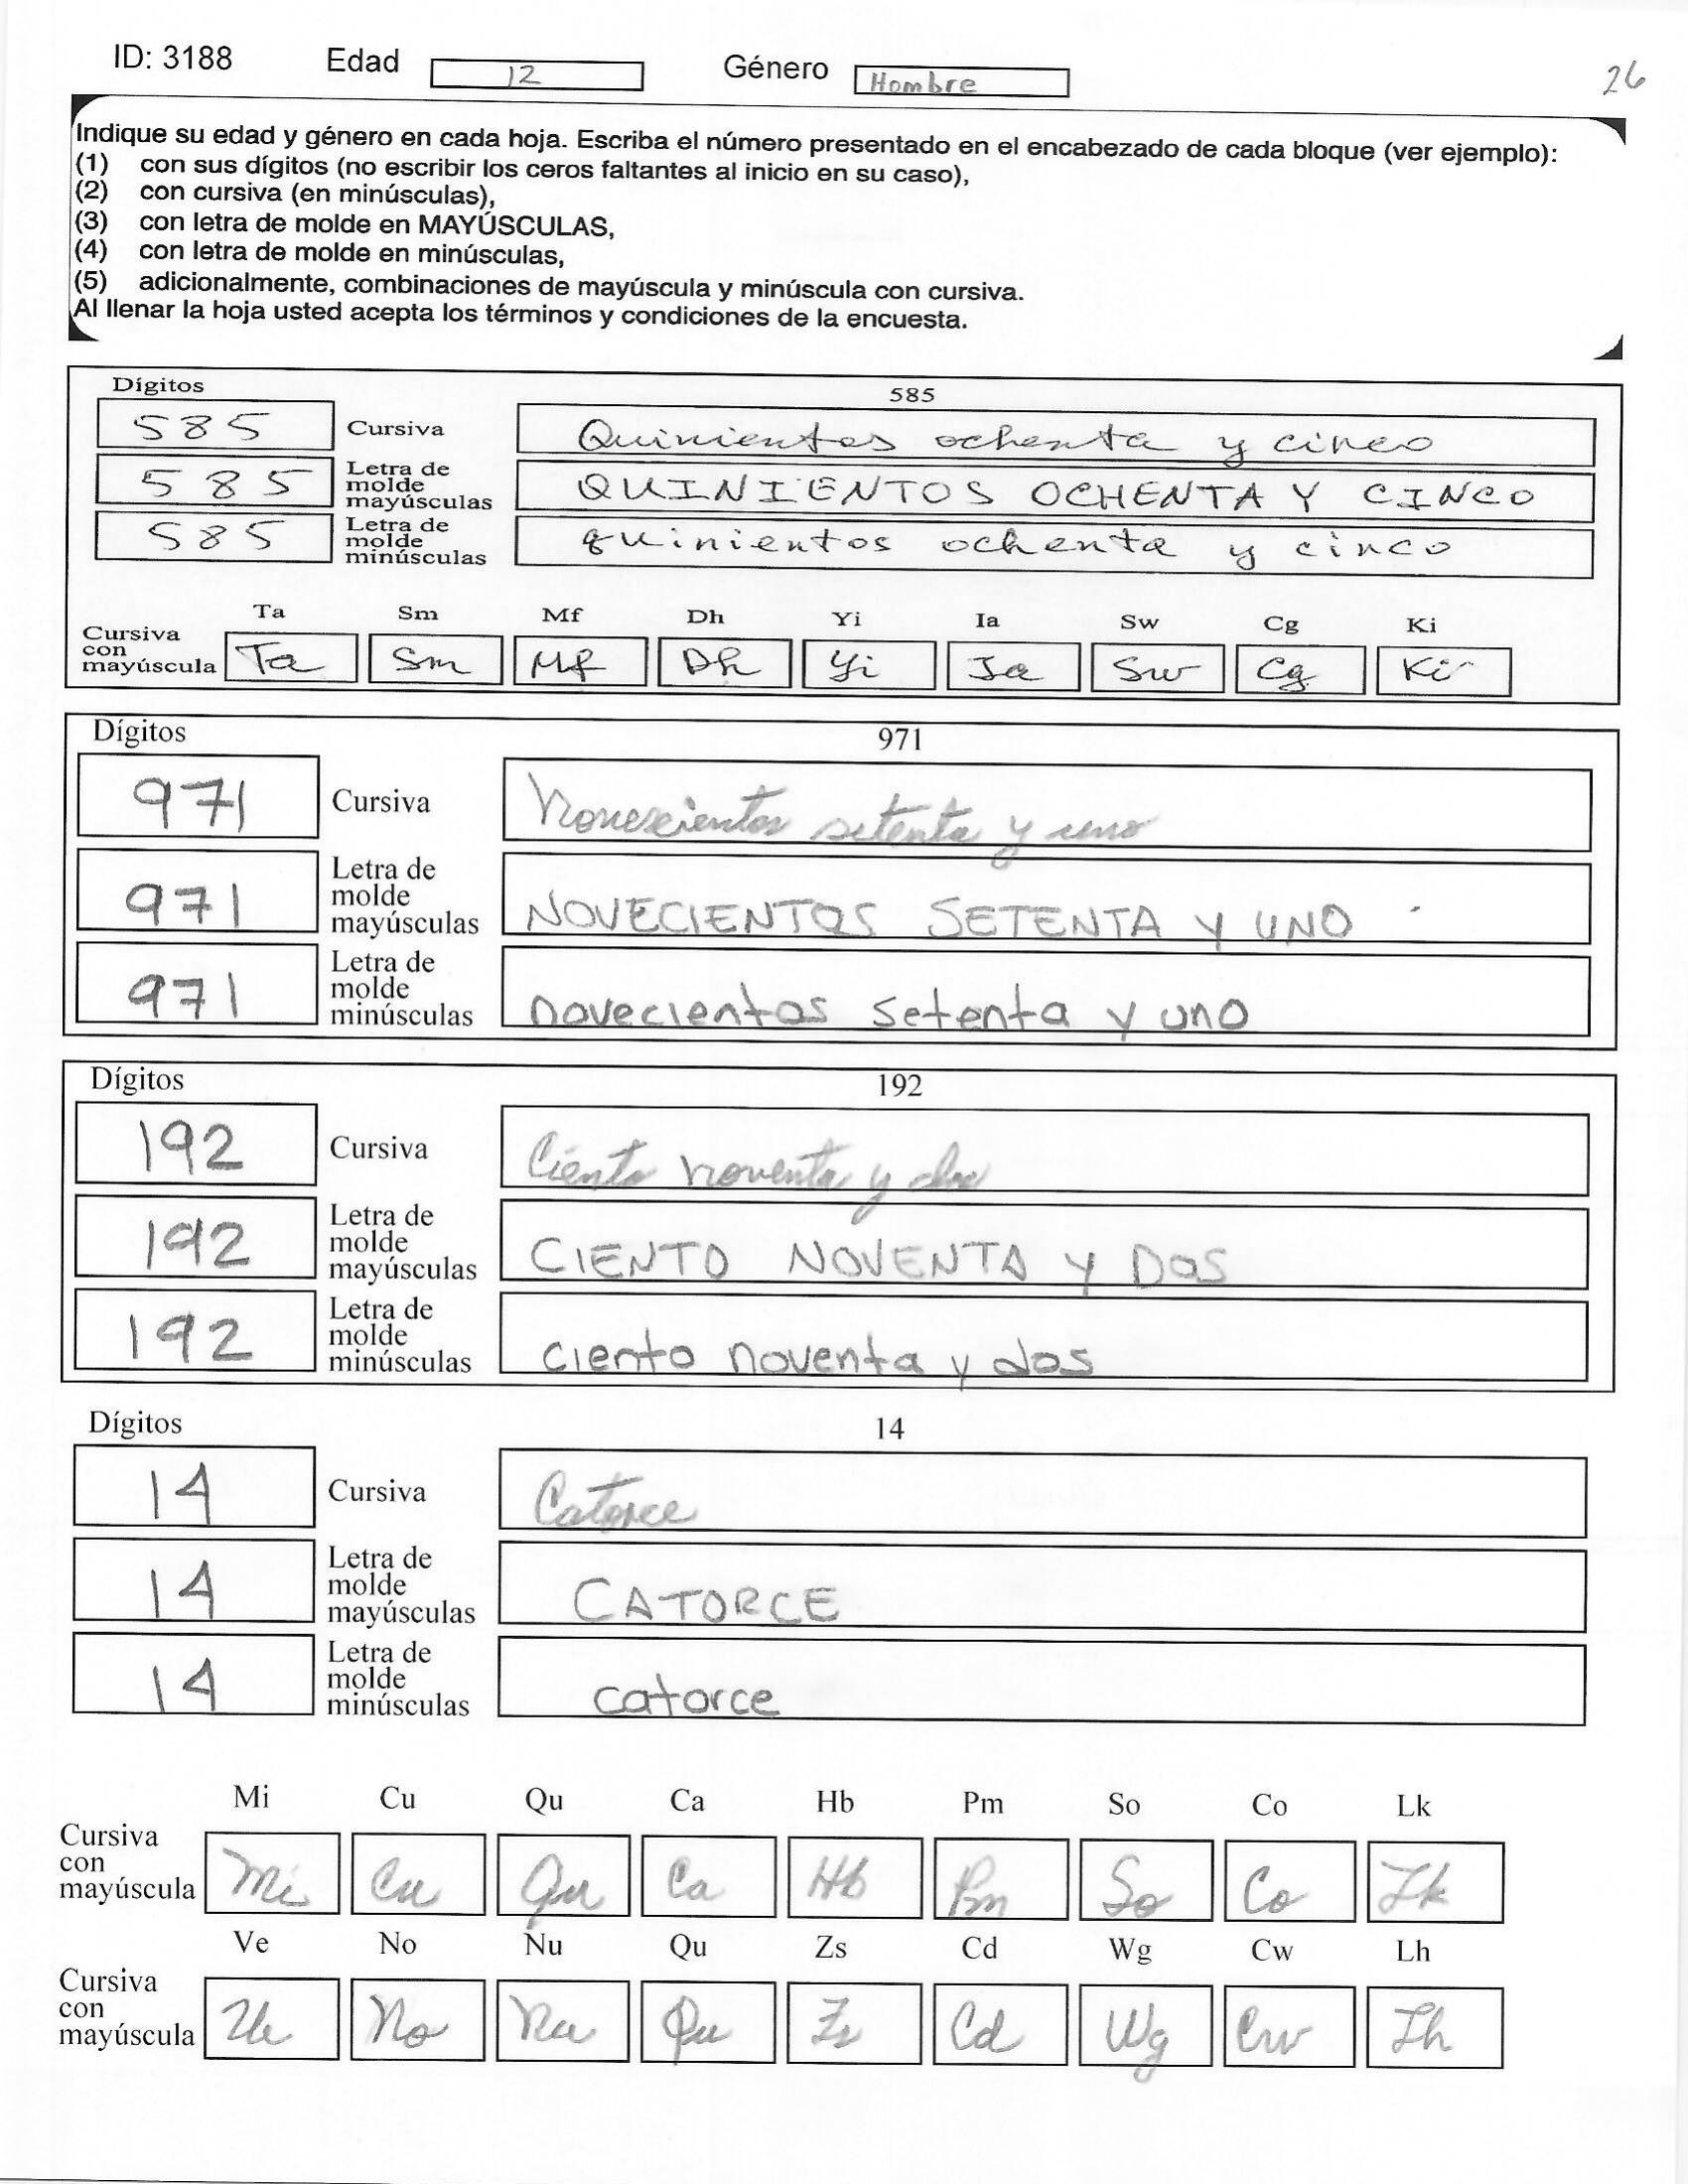 ID: 3188 Edad 12 Género Hombre 26
Indique su edad y género en cada hoja. Escriba el número presentado en el encabezado de cada bloque (ver ejemplo):
(1) con sus dígitos (no escribir los ceros faltantes al inicio en su caso),
(2) con cursiva (en minúsculas),
(3) con letra de molde en MAYÚSCULAS,
(4) con letra de molde en minúsculas,
(5) adicionalmente, combinaciones de mayúscula y minúscula con cursiva.
Al llenar la hoja usted acepta los términos y condiciones de la encuesta.
Dígitos 585
585 Cursiva Quinientos ochenta y cinco
585 Letra de molde mayúsculas QUINIENTOS OCHENTA Y CINCO
585 Letra de molde minúsculas quinientos ochenta y cinco
Ta Sm Mf Dh Yi Ia Sw Cg Ki
Cursiva con mayúscula Ta Sm Mf Dh Yi Ia Sw Cg Ki
Dígitos 971
971 Cursiva Novecientos setenta y uno
971 Letra de molde mayúsculas NOVECIENTOS SETENTA Y UNO
971 Letra de molde minúsculas novecientos setenta y uno
Dígitos 192
192 Cursiva Ciento noventa y dos
192 Letra de molde mayúsculas CIENTO NOVENTA Y DOS
192 Letra de molde minúsculas ciento noventa y dos
Dígitos 14
14 Cursiva Catorce
14 Letra de molde mayúsculas CATORCE
14 Letra de molde minúsculas catorce
Mi Cu Qu Ca Hb Pm So Co Lk
Cursiva con mayúscula Mi Cu Qu Ca Hb Pm So Co Lk
Ve No Nu Qu Zs Cd Wg Cw Lh
Cursiva con mayúscula Ve No Nu Qu Zs Cd Wg Cw Lh